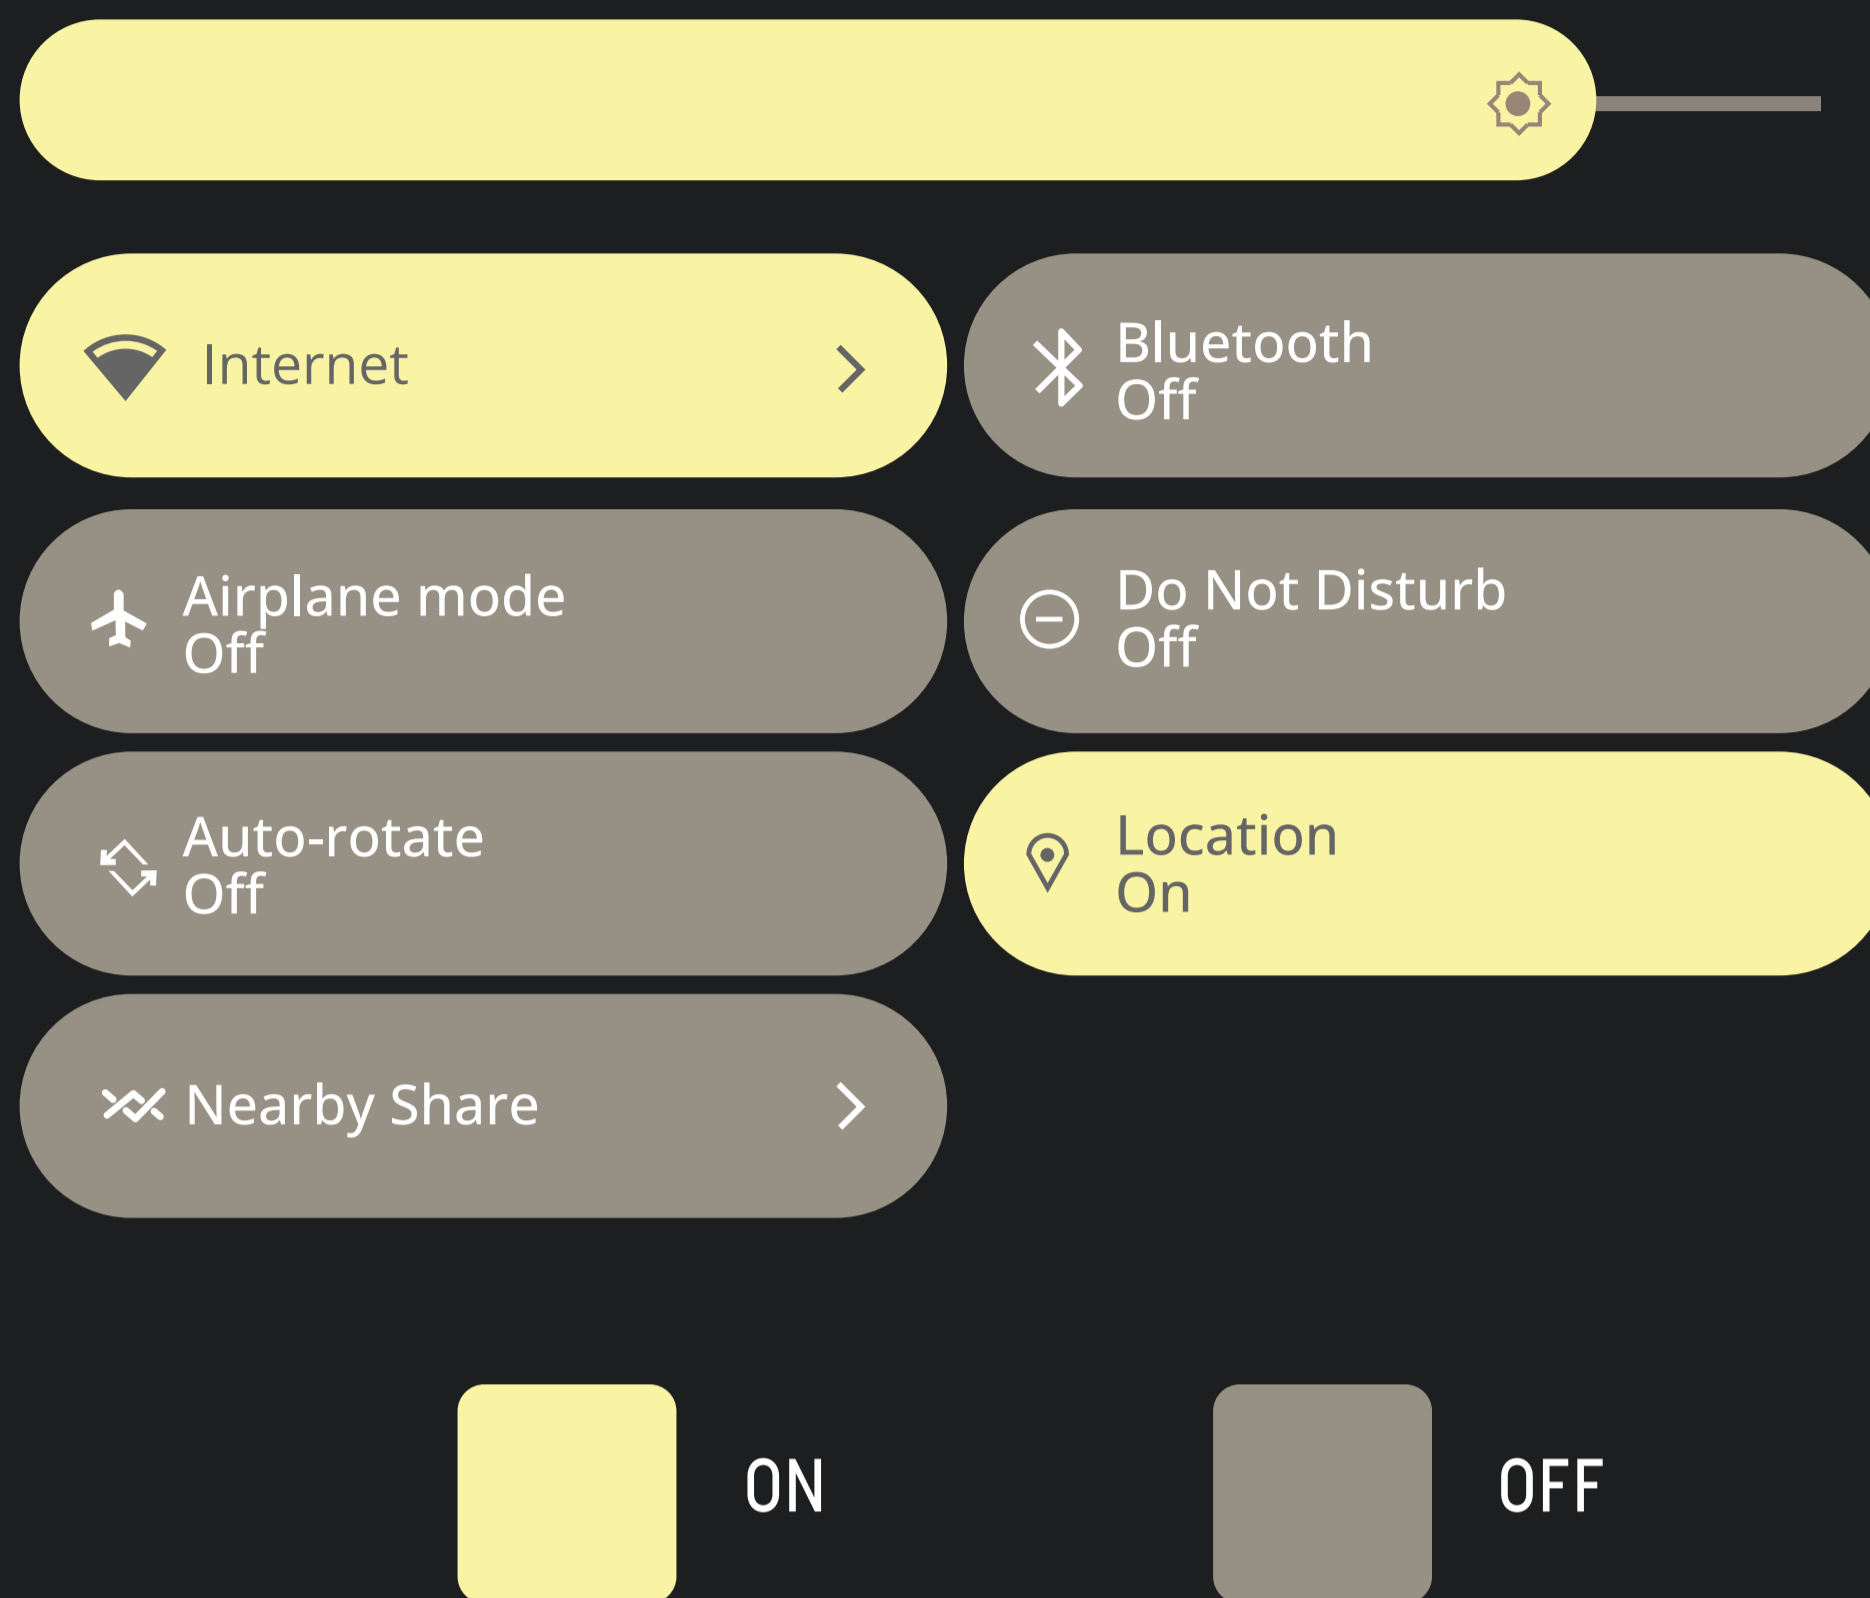 Internet
Bluetooth
Off
Airplane mode
Off
Do Not Disturb
Off
Auto-rotate
Off
Location
On
Nearby Share
ON
OFF